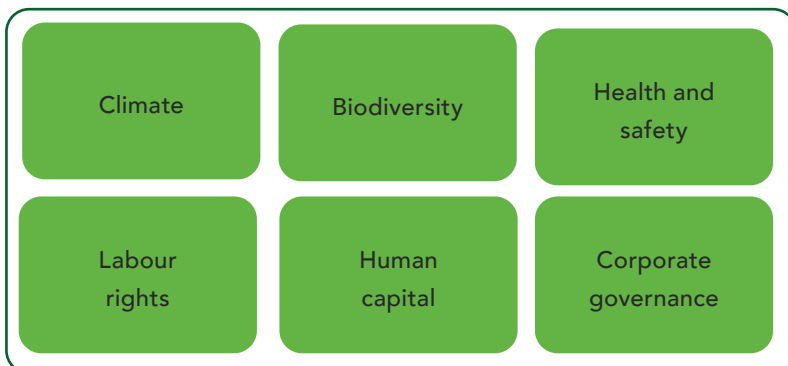 Climate
Biodiversity
Health and
safety
Labour
rights
Human
capital
Corporate
governance